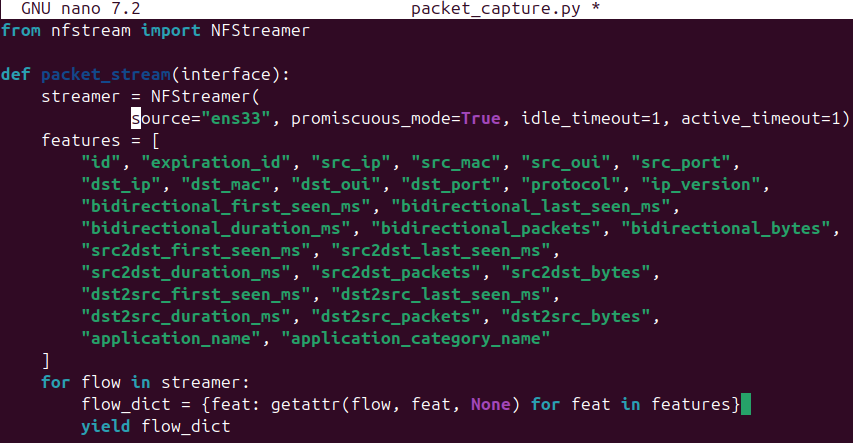 GNU nano 7.2 packet_capture.py *
from nfstream import NFStreamer
def packet_stream(interface):
    streamer = NFStreamer(
             source="ens33", promiscuous_mode=True, idle_timeout=1, active_timeout=1)
    features = [
        "id", "expiration_id", "src_ip", "src_mac", "src_oui", "src_port",
        "dst_ip", "dst_mac", "dst_oui", "dst_port", "protocol", "ip_version",
        "bidirectional_first_seen_ms", "bidirectional_last_seen_ms",
        "bidirectional_duration_ms", "bidirectional_packets", "bidirectional_bytes",
        "src2dst_first_seen_ms", "src2dst_last_seen_ms",
        "src2dst_duration_ms", "src2dst_packets", "src2dst_bytes",
        "dst2src_first_seen_ms", "dst2src_last_seen_ms",
        "dst2src_duration_ms", "dst2src_packets", "dst2src_bytes",
        "application_name", "application_category_name"
    ]
    for flow in streamer:
        flow_dict = {feat: getattr(flow, feat, None) for feat in features}
        yield flow_dict